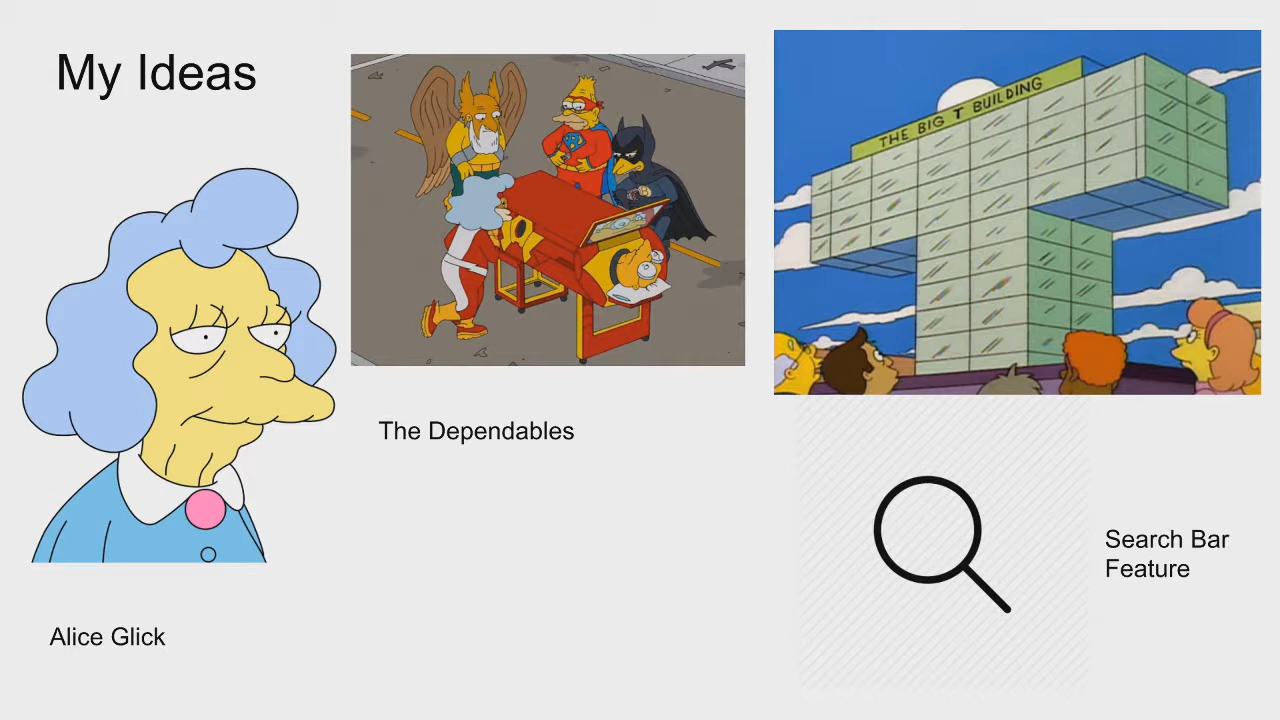 My Ideas
THE BIG T BUILDING
The Dependables
Search Bar
Feature
Alice Glick